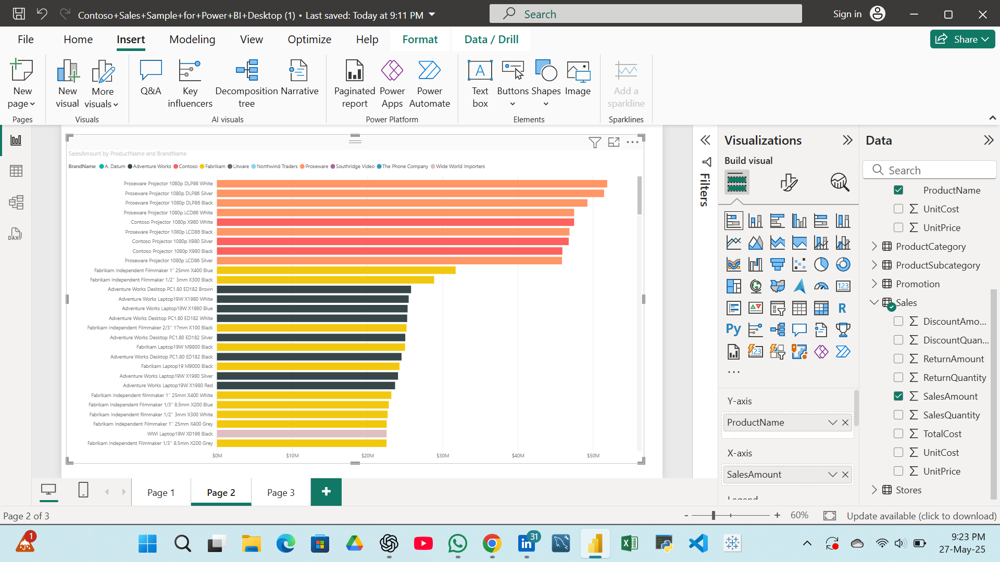 Contoso+Sales+Sample+for+Power+BI+Desktop (1) • Last saved: Today at 9:11 PM
Search
Sign in
File
Home
Insert
Modeling
View
Optimize
Help
Format
Data / Drill
Share
New page
New visual
More visuals
Q&A
Key influencers
Decomposition tree
Narrative
Paginated report
Power Apps
Power Automate
Text box
Buttons
Shapes
Image
Add a sparkline
Pages
Visuals
AI visuals
Power Platform
Elements
Sparklines
DAX
SalesAmount by ProductName and BrandName
BrandName A. Datum Adventure Works Contoso Fabrikam Litware Northwind Traders Proseware Southridge Video The Phone Company Wide World Importers
Proseware Projector 1080p DLP86 White
Proseware Projector 1080p DLP86 Silver
Proseware Projector 1080p DLP86 Black
Proseware Projector 1080p LCD86 White
Contoso Projector 1080p X980 White
Proseware Projector 1080p LCD86 Black
Contoso Projector 1080p X980 Silver
Contoso Projector 1080p X980 Black
Proseware Projector 1080p LCD86 Silver
Fabrikam Independent Filmmaker 1" 25mm X400 Blue
Fabrikam Independent Filmmaker 1/2" 3mm X300 Black
Adventure Works Desktop PC1.80 ED182 Brown
Adventure Works Laptop19W X1980 White
Adventure Works Laptop19W X1980 Blue
Adventure Works Desktop PC1.80 ED182 White
Fabrikam Independent Filmmaker 2/3" 17mm X100 Black
Adventure Works Desktop PC1.80 ED182 Silver
Fabrikam Laptop19W M9800 Black
Adventure Works Desktop PC1.80 ED182 Black
Fabrikam Laptop19 M9000 Black
Adventure Works Laptop19W X1980 Silver
Adventure Works Laptop19W X1980 Red
Fabrikam Independent filmmaker 1" 25mm X400 White
Fabrikam Independent Filmmaker 1/3" 8.5mm X200 Blue
Fabrikam Independent filmmaker 1/2" 3mm X300 White
Fabrikam Independent Filmmaker 1" 25mm X400 Grey
WWI Laptop19W X0196 Black
Fabrikam Independent Filmmaker 1/3" 8.5mm X200 Grey
$0M $10M $20M $30M $40M $50M
Filters
Visualizations
Build visual
123
R
Py
123
...
Y-axis
ProductName
X-axis
SalesAmount
Legend
Data
Search
ProductName
UnitCost
UnitPrice
ProductCategory
ProductSubcategory
Promotion
Sales
DiscountAmo...
DiscountQuan...
ReturnAmount
ReturnQuantity
SalesAmount
SalesQuantity
TotalCost
UnitCost
UnitPrice
Stores
Page 1
Page 2
Page 3
+
Page 2 of 3
- + 60%
Update available (click to download)
1
31
9:23 PM
27-May-25